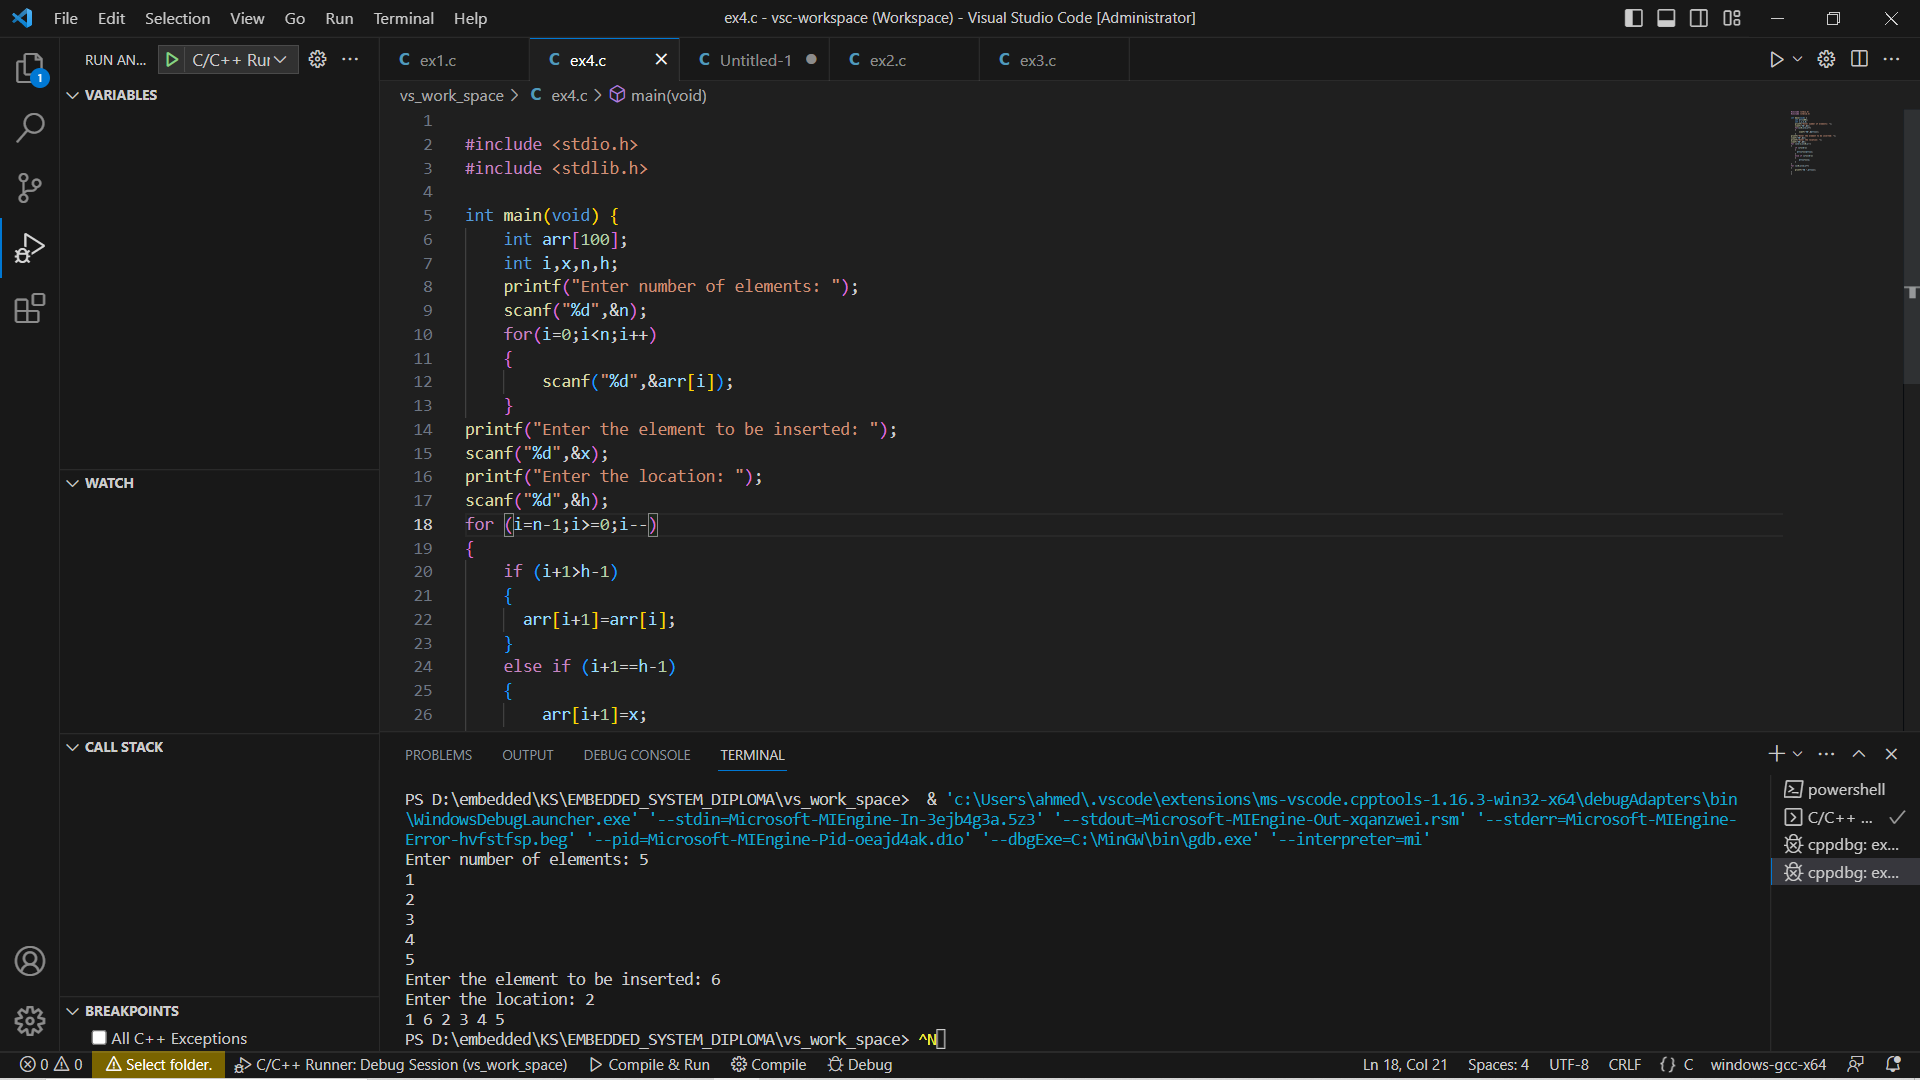 File Edit Selection View Go Run Terminal Help
ex4.c - vsc-workspace (Workspace) - Visual Studio Code [Administrator]
RUN AN... C/C++ Rur
C ex1.c
C ex4.c
C Untitled-1
C ex2.c
C ex3.c
1
VARIABLES
WATCH
CALL STACK
BREAKPOINTS
All C++ Exceptions
vs_work_space > C ex4.c > main(void)
1
2 #include <stdio.h>
3 #include <stdlib.h>
4
5 int main(void) {
6 int arr[100];
7 int i,x,n,h;
8 printf("Enter number of elements: ");
9 scanf("%d",&n);
10 for(i=0;i<n;i++)
11 {
12 scanf("%d",&arr[i]);
13 }
14 printf("Enter the element to be inserted: ");
15 scanf("%d",&x);
16 printf("Enter the location: ");
17 scanf("%d",&h);
18 for (i=n-1;i>=0;i--)
19 {
20 if (i+1>h-1)
21 {
22 arr[i+1]=arr[i];
23 }
24 else if (i+1==h-1)
25 {
26 arr[i+1]=x;
PROBLEMS OUTPUT DEBUG CONSOLE TERMINAL
PS D:\embedded\KS\EMBEDDED_SYSTEM_DIPLOMA\vs_work_space> & 'c:\Users\ahmed\.vscode\extensions\ms-vscode.cpptools-1.16.3-win32-x64\debugAdapters\bin
\WindowsDebugLauncher.exe' '--stdin=Microsoft-MIEngine-In-3ejb4g3a.5z3' '--stdout=Microsoft-MIEngine-Out-xqanzwei.rsm' '--stderr=Microsoft-MIEngine-
Error-hvfstfsp.beg' '--pid=Microsoft-MIEngine-Pid-oeajd4ak.d1o' '--dbgExe=C:\MinGW\bin\gdb.exe' '--interpreter=mi'
Enter number of elements: 5
1
2
3
4
5
Enter the element to be inserted: 6
Enter the location: 2
1 6 2 3 4 5
PS D:\embedded\KS\EMBEDDED_SYSTEM_DIPLOMA\vs_work_space> ^N
powershell
C/C++ ...
cppdbg: ex...
cppdbg: ex...
0 0 Select folder. C/C++ Runner: Debug Session (vs_work_space) Compile & Run Compile Debug
Ln 18, Col 21 Spaces: 4 UTF-8 CRLF {} C windows-gcc-x64